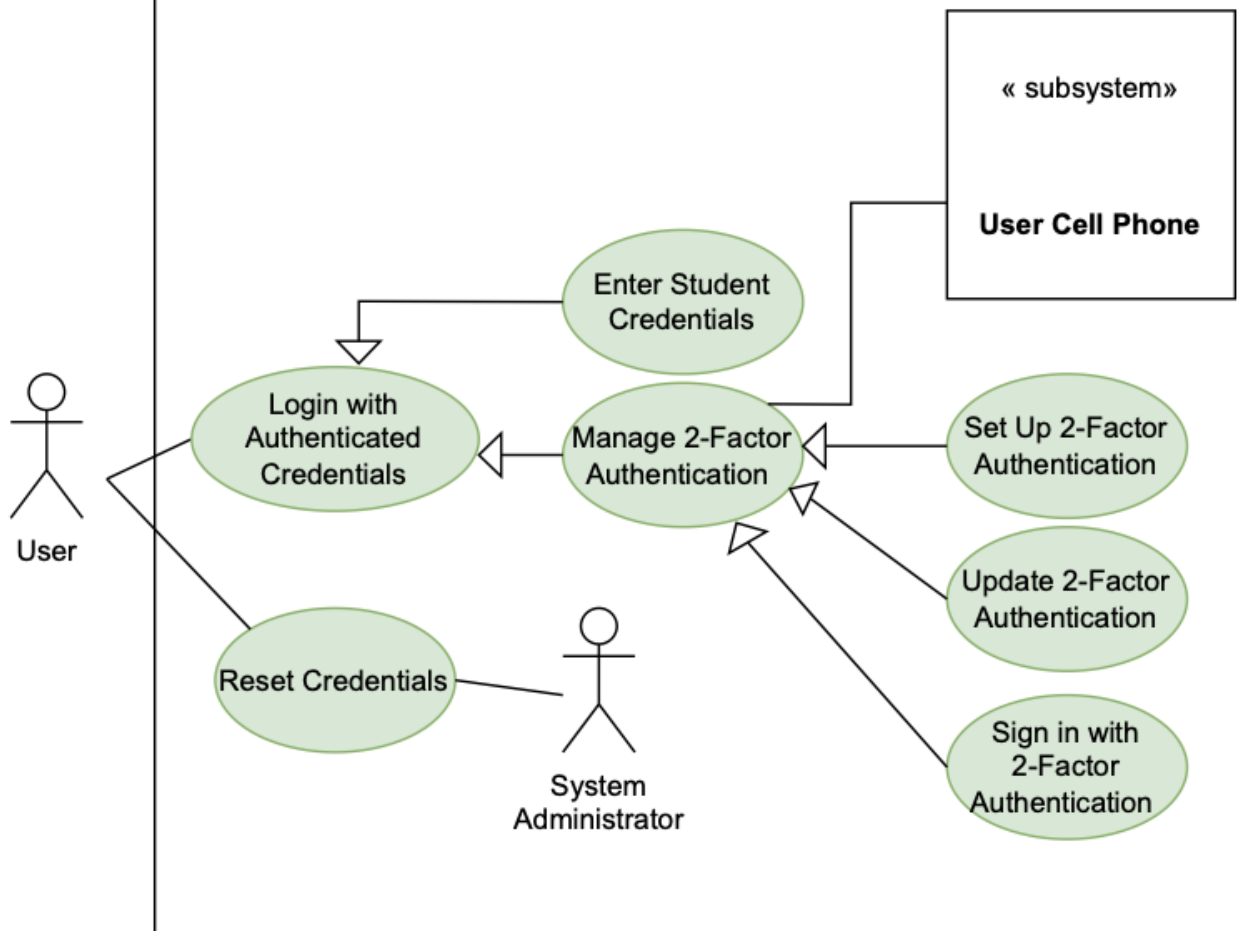 « subsystem»
User Cell Phone
Enter Student
Credentials
Login with
Authenticated
Credentials
Manage 2-Factor
Authentication
Set Up 2-Factor
Authentication
User
Update 2-Factor
Authentication
Reset Credentials
System
Administrator
Sign in with
2-Factor
Authentication